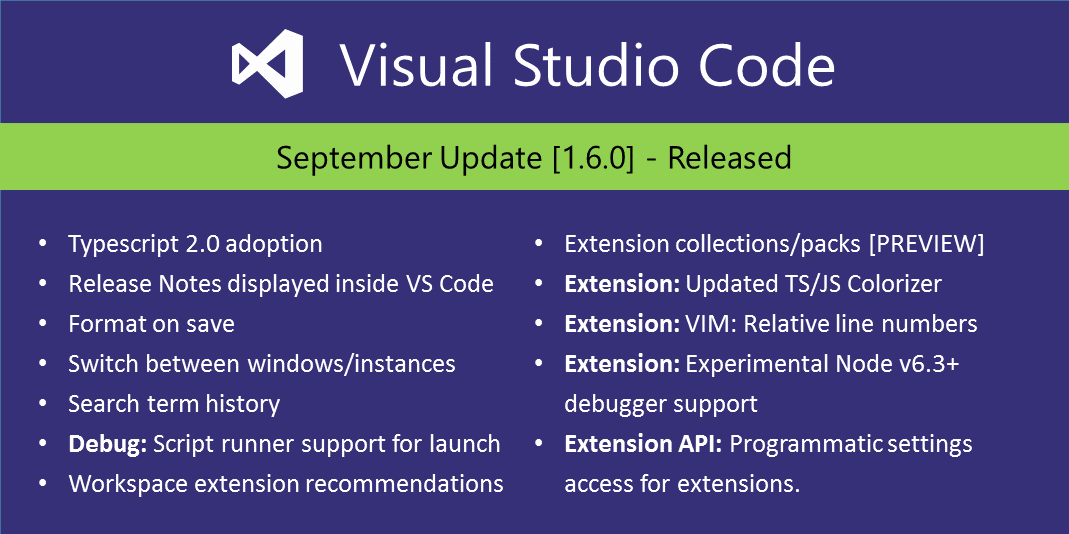 Visual Studio Code
September Update [1.6.0] - Released
• Typescript 2.0 adoption
• Release Notes displayed inside VS Code
• Format on save
• Switch between windows/instances
• Search term history
• Debug: Script runner support for launch
• Workspace extension recommendations
• Extension collections/packs [PREVIEW]
• Extension: Updated TS/JS Colorizer
• Extension: VIM: Relative line numbers
• Extension: Experimental Node v6.3+
debugger support
• Extension API: Programmatic settings
access for extensions.